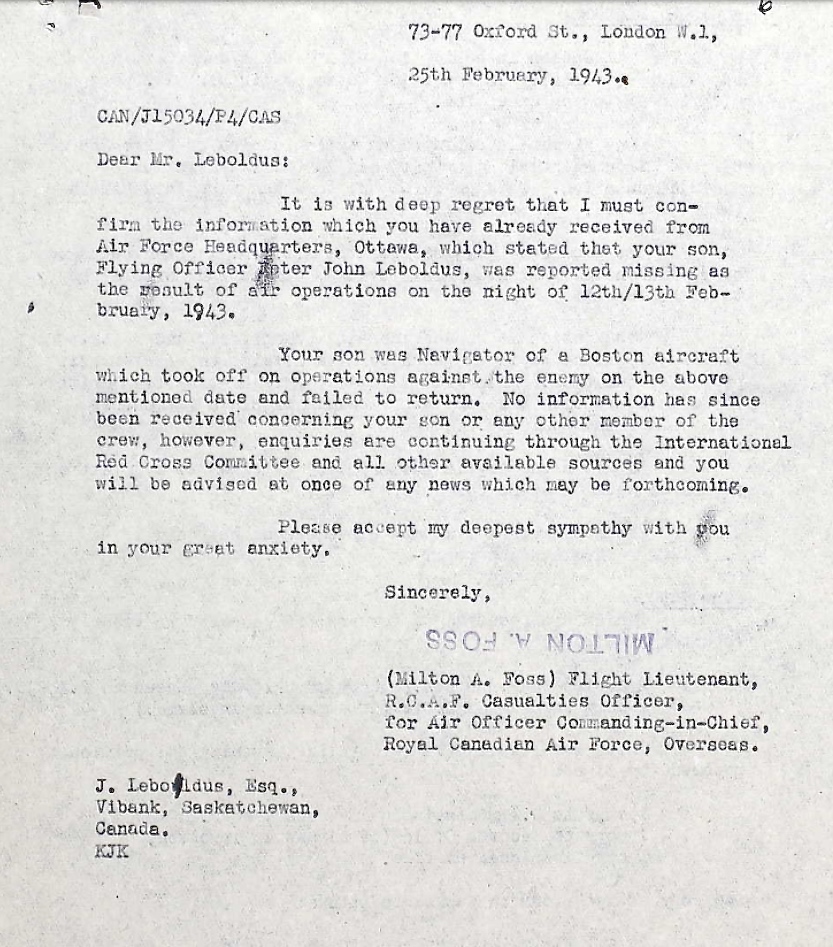 73-77 Oxford St., London W.1,
25th February, 1943.
CAN/J15034/P4/CAS
Dear Mr. Leboldus:
It is with deep regret that I must con-
firm the information which you have already received from
Air Force Headquarters, Ottawa, which stated that your son,
Flying Officer Peter John Leboldus, was reported missing as
the result of air operations on the night of 12th/13th Feb-
bruary, 1943.
Your son was Navigator of a Boston aircraft
which took off on operations against the enemy on the above
mentioned date and failed to return. No information has since
been received concerning your son or any other member of the
crew, however, enquiries are continuing through the International
Red Cross Committee and all other available sources and you
will be advised at once of any news which may be forthcoming.
Please accept my deepest sympathy with you
in your great anxiety.
Sincerely,
MILTON A. FOSS
(Milton A. Foss) Flight Lieutenant,
R.C.A.F. Casualties Officer,
for Air Officer Commanding-in-Chief,
Royal Canadian Air Force, Overseas.
J. Leboldus, Esq.,
Vibank, Saskatchewan,
Canada.
KJK